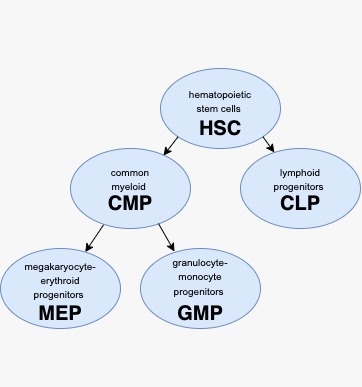 hematopoietic
stem cells
HSC
common
myeloid
CMP
lymphoid
progenitors
CLP
megakaryocyte-
erythroid
progenitors
MEP
granulocyte-
monocyte
progenitors
GMP